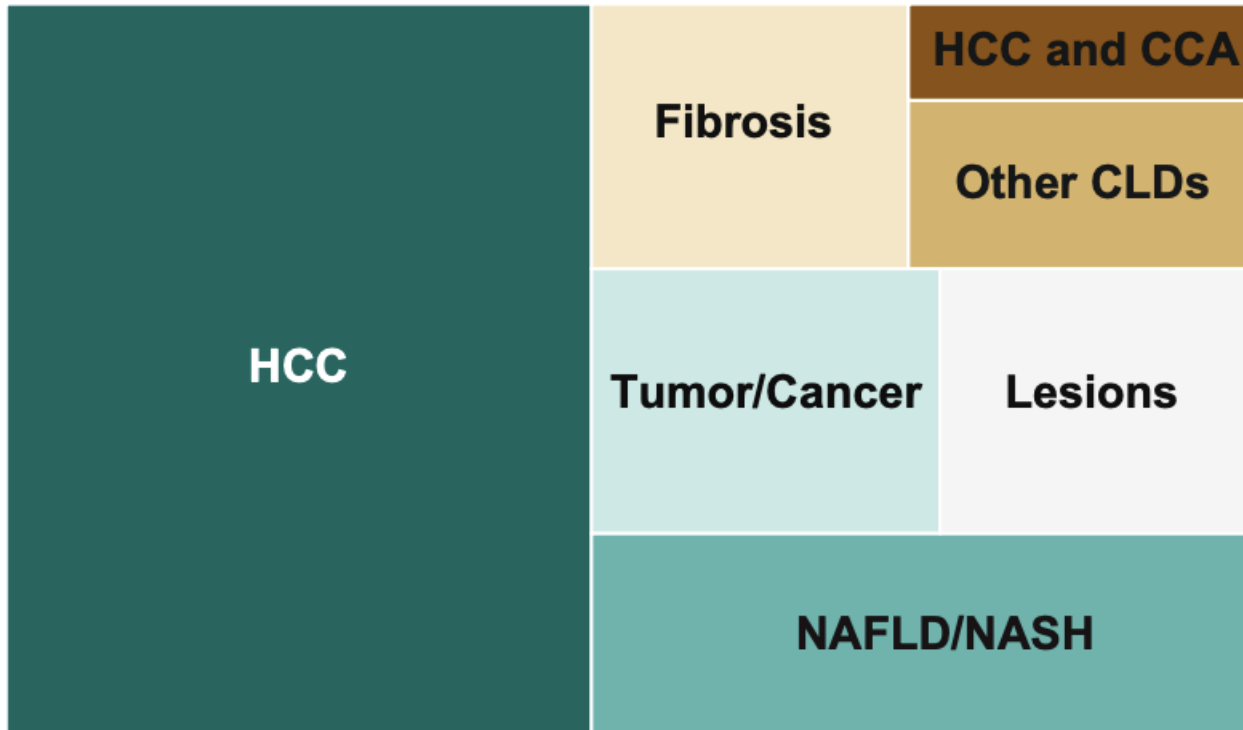 HCC
Fibrosis
HCC and CCA
Other CLDs
Tumor/Cancer
Lesions
NAFLD/NASH